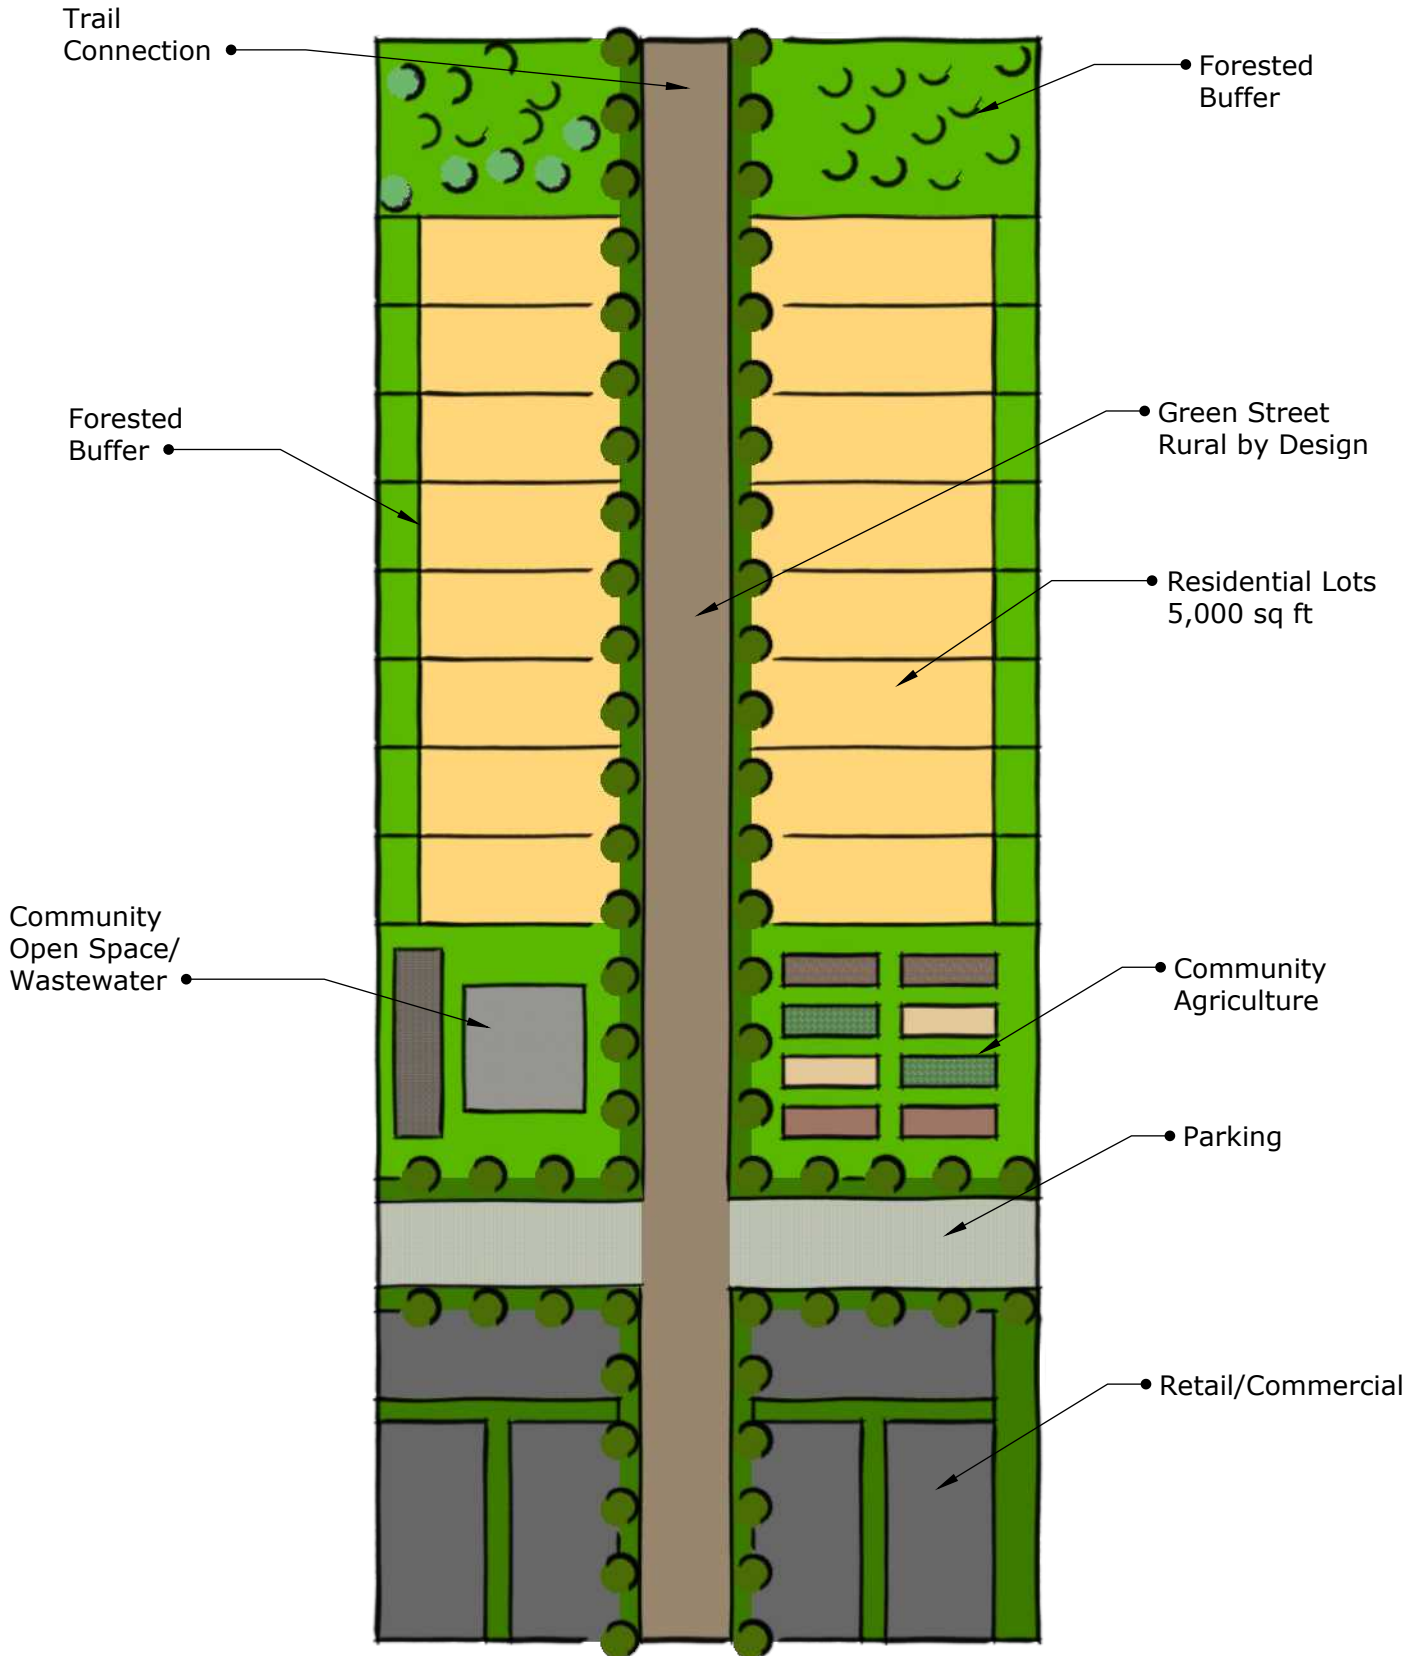 Trail
Connection
Forested
Buffer
Forested
Buffer
Green Street
Rural by Design
Residential Lots
5,000 sq ft
Community
Open Space/
Wastewater
Community
Agriculture
Parking
Retail/Commercial